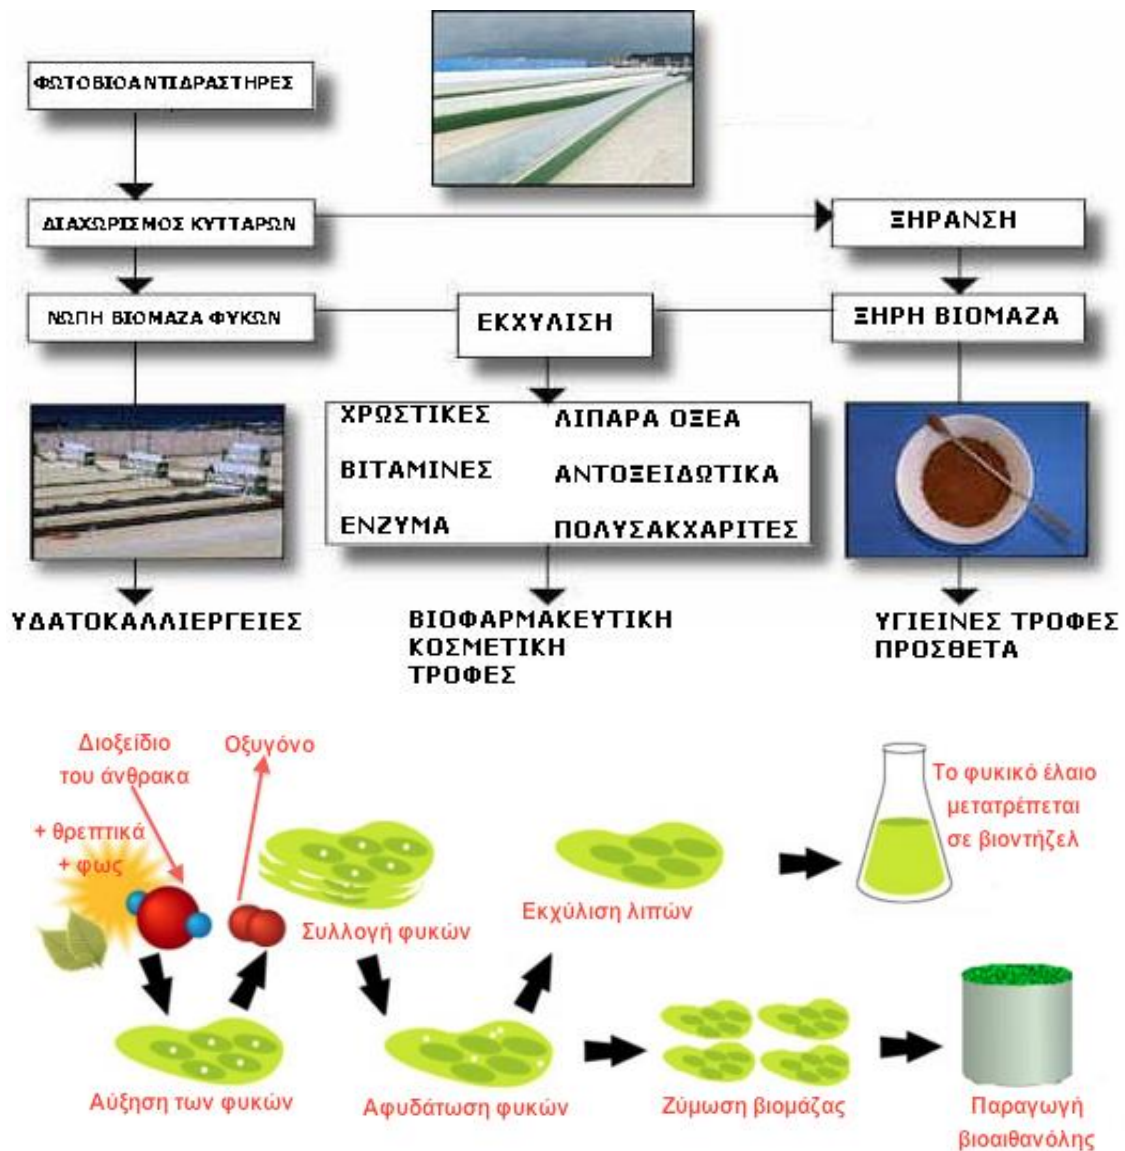 ΦΩΤΟΒΙΟΑΝΤΙΔΡΑΣΤΗΡΕΣ
ΔΙΑΧΩΡΙΣΜΟΣ ΚΥΤΤΑΡΩΝ
ΞΗΡΑΝΣΗ
ΝΩΠΗ ΒΙΟΜΑΖΑ ΦΥΚΩΝ
ΕΚΧΥΛΙΣΗ
ΞΗΡΗ ΒΙΟΜΑΖΑ
ΧΡΩΣΤΙΚΕΣ
ΛΙΠΑΡΑ ΟΞΕΑ
ΒΙΤΑΜΙΝΕΣ
ΑΝΤΟΞΕΙΔΩΤΙΚΑ
ΕΝΖΥΜΑ
ΠΟΛΥΣΑΚΧΑΡΙΤΕΣ
ΥΔΑΤΟΚΑΛΛΙΕΡΓΕΙΕΣ
ΒΙΟΦΑΡΜΑΚΕΥΤΙΚΗ
ΚΟΣΜΕΤΙΚΗ
ΤΡΟΦΕΣ
ΥΓΙΕΙΝΕΣ ΤΡΟΦΕΣ
ΠΡΟΣΘΕΤΑ
Διοξείδιο
του άνθρακα
Οξυγόνο
+ θρεπτικά
+ φως
Συλλογή φυκών
Εκχύλιση λιπών
Το φυκικό έλαιο
μετατρέπεται
σε βιοντήζελ
Αύξηση των φυκών
Αφυδάτωση φυκών
Ζύμωση βιομάζας
Παραγωγή
βιοαιθανόλης